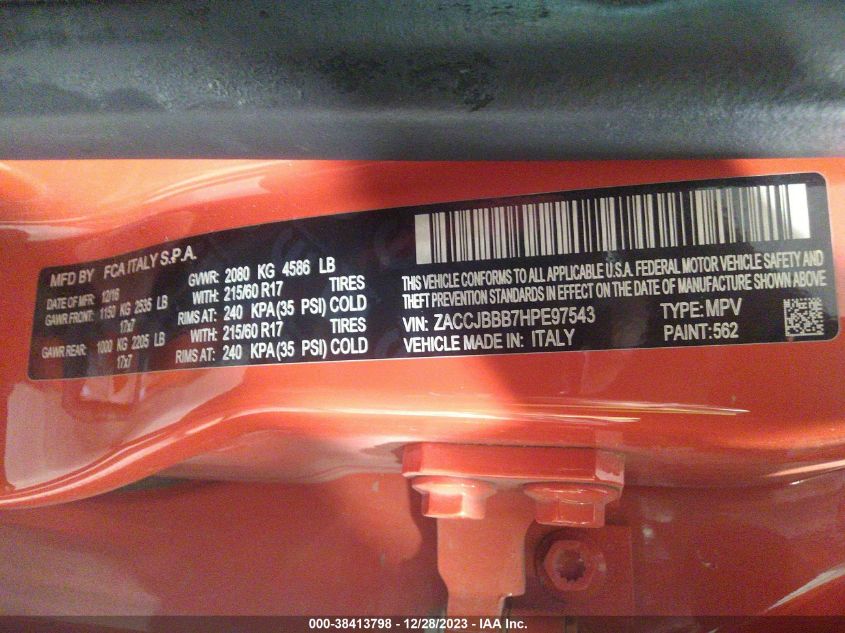 MFD BY FCA ITALY S.P.A.
DATE OF MFR: 12/16 GVWR: 2080 KG 4586 LB
GAWR FRONT: 1150 KG 2535 LB WITH: 215/60 R17 TIRES
17x7 RIMS AT: 240 KPA(35 PSI) COLD
GAWR REAR: 1000 KG 2205 LB WITH: 215/60 R17 TIRES
17x7 RIMS AT: 240 KPA(35 PSI) COLD
THIS VEHICLE CONFORMS TO ALL APPLICABLE U.S.A. FEDERAL MOTOR VEHICLE SAFETY AND
THEFT PREVENTION STANDARDS IN EFFECT ON THE DATE OF MANUFACTURE SHOWN ABOVE
VIN: ZACCJBBB7HPE97543 TYPE: MPV
VEHICLE MADE IN: ITALY PAINT: 562
000-38413798 - 12/28/2023 - IAA Inc.